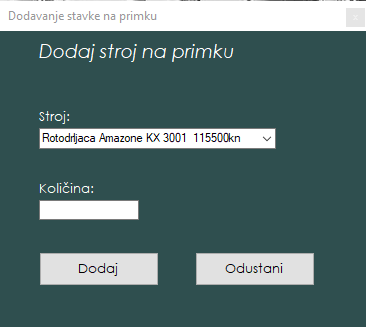 Dodavanje stavke na primku
Dodaj stroj na primku
Stroj:
Rotodrljaca Amazone KX 3001 115500kn
Količina:
Dodaj Odustani